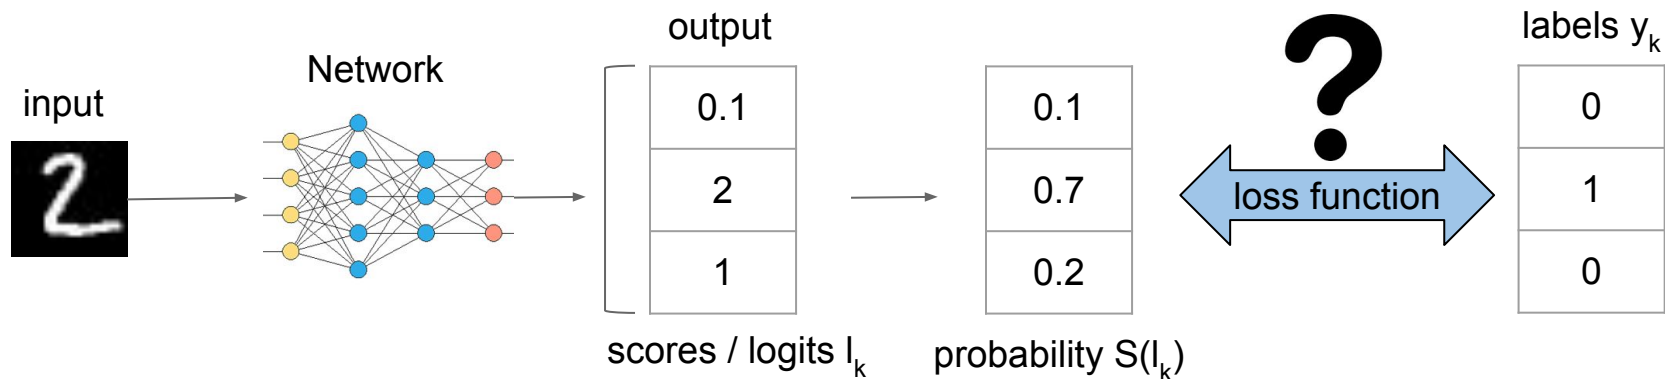 input
2
Network
output
0.1
2
1
scores / logits l_k
0.1
0.7
0.2
probability S(l_k)
?
loss function
labels y_k
0
1
0